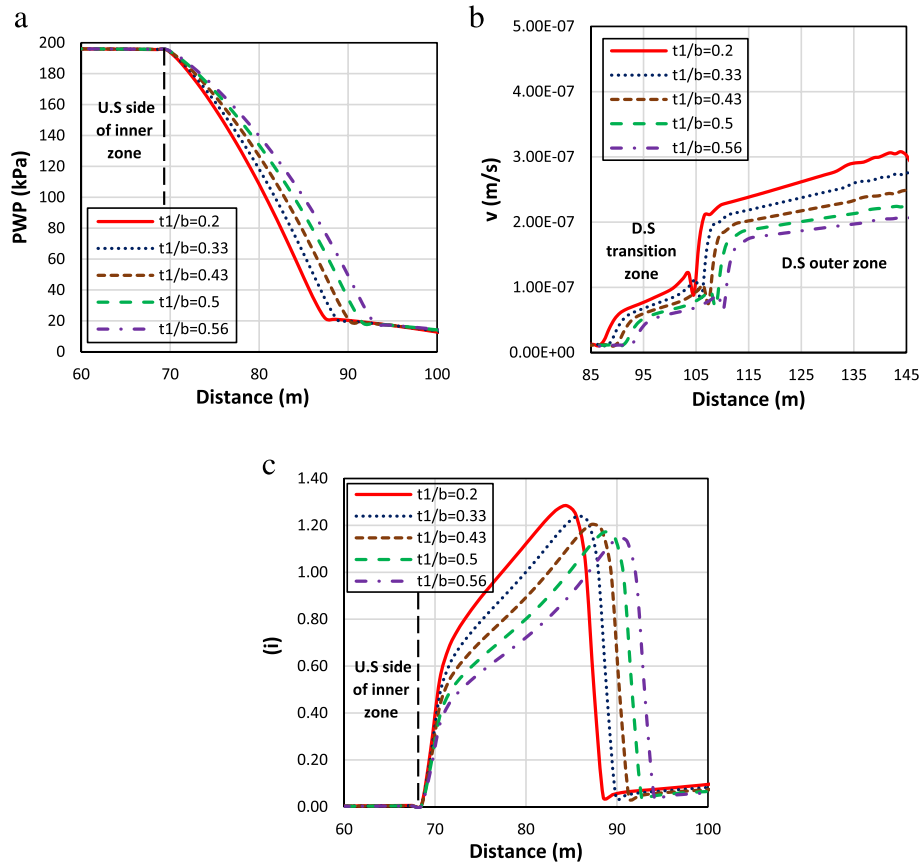 a
200
180
160
140
120
100
80
60
40
20
0
PWP (kPa)
U.S side
of inner
zone
t1/b=0.2
t1/b=0.33
t1/b=0.43
t1/b=0.5
t1/b=0.56
60
70
80
90
100
Distance (m)
b
5.00E-07
4.00E-07
3.00E-07
2.00E-07
1.00E-07
0.00E+00
v (m/s)
t1/b=0.2
t1/b=0.33
t1/b=0.43
t1/b=0.5
t1/b=0.56
D.S
transition
zone
D.S outer zone
85
95
105
115
125
135
145
Distance (m)
c
1.40
1.20
1.00
0.80
0.60
0.40
0.20
0.00
(i)
t1/b=0.2
t1/b=0.33
t1/b=0.43
t1/b=0.5
t1/b=0.56
U.S side
of inner
zone
60
70
80
90
100
Distance (m)